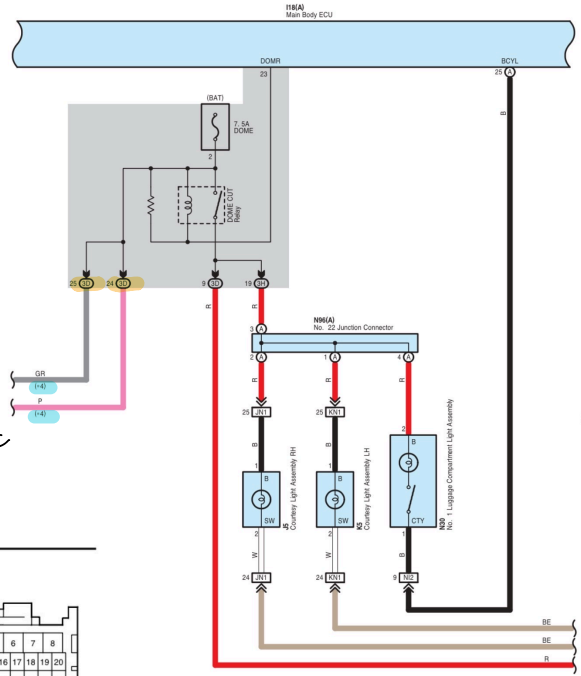 I18(A)
Main Body ECU
DOMR
BCYL
23
25 A
(BAT)
7. 5A
DOME
B
2
DOME CUT
Relay
25 3D
24 3D
9 3D
19 3H
R
R
N96(A)
No. 22 Junction Connector
3 A
2 A
1 A
4 A
GR
(*4)
P
(*4)
R
R
R
25 JN1
25 KN1
2
B
B
B
1
1
B
B
SW
SW
CTY
J5
Courtesy Light Assembly RH
K5
Courtesy Light Assembly LH
N30
No. 1 Luggage Compartment Light Assembly
2
2
1
W
W
B
24 JN1
24 KN1
9 NI2
BE
BE
R
6 7 8
16 17 18 19 20